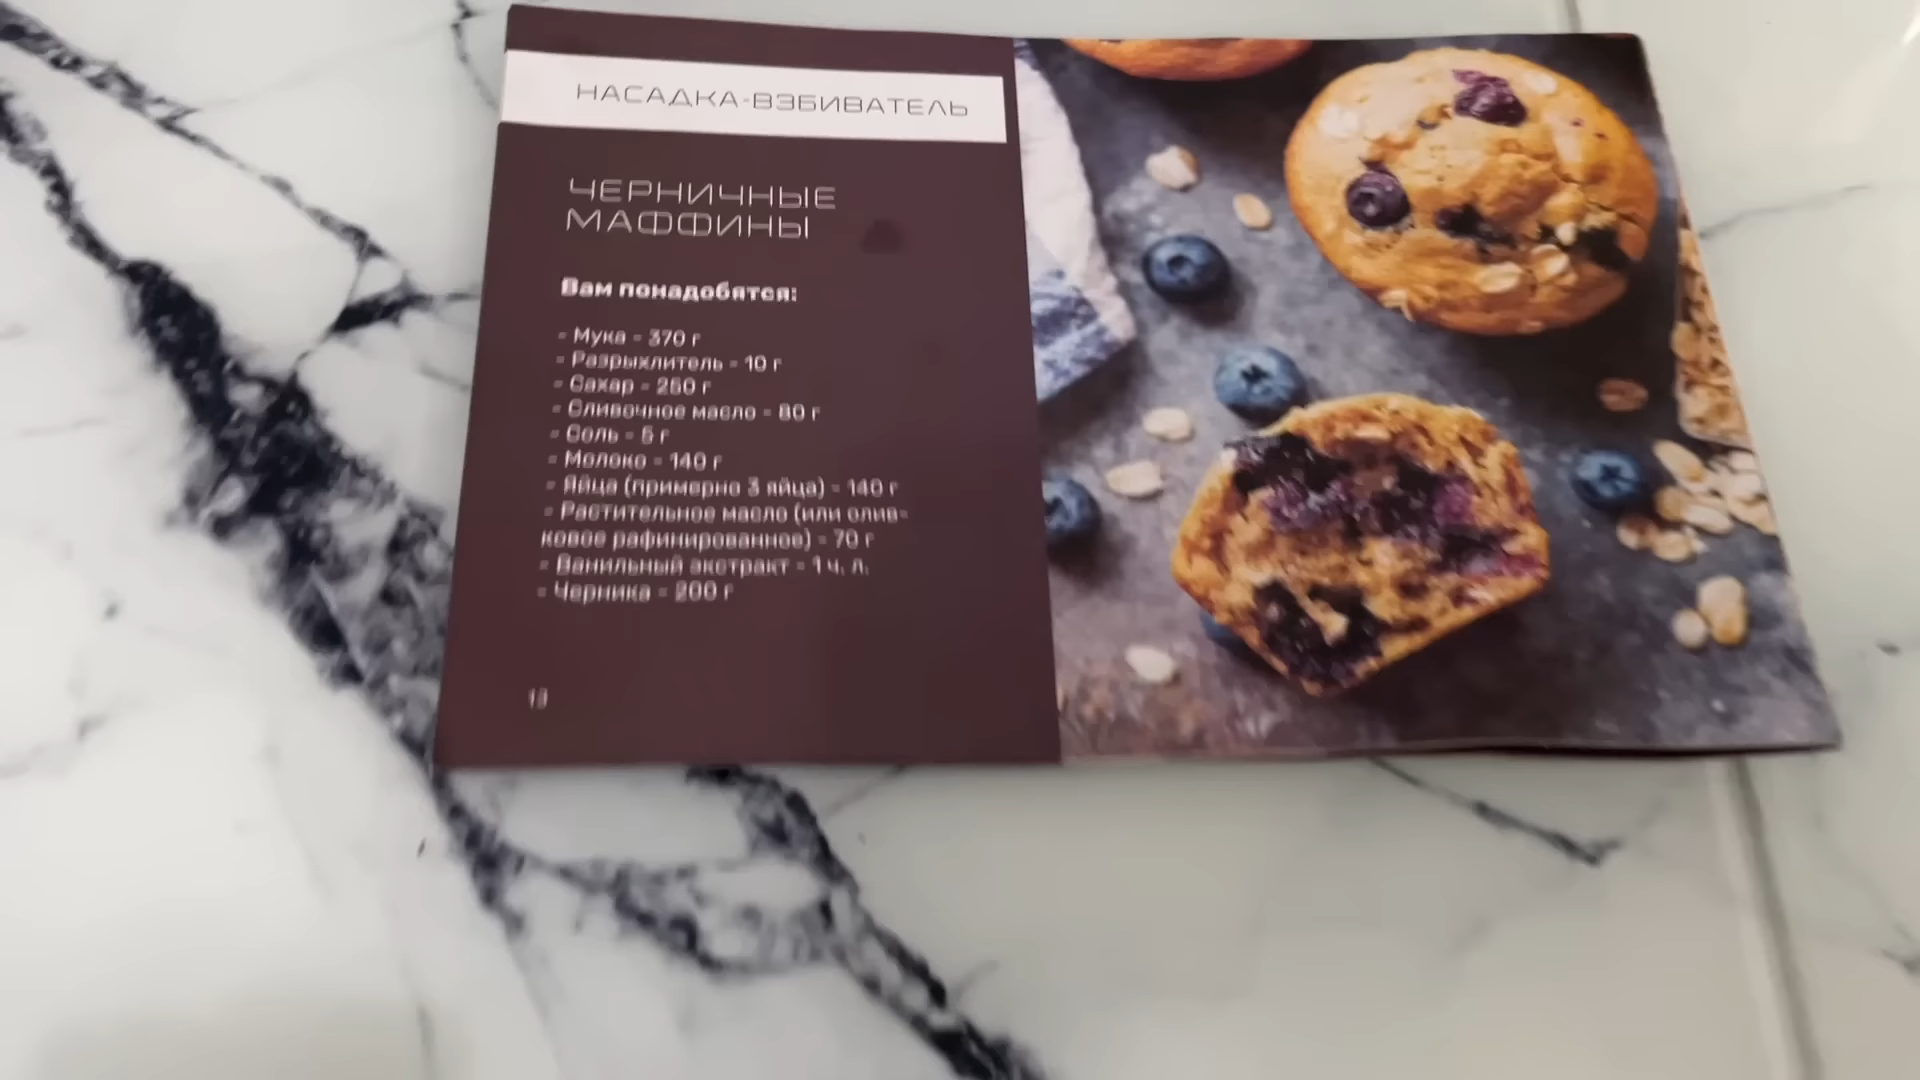 НАСАДКА-ВЗБИВАТЕЛЬ
ЧЕРНИЧНЫЕ
МАФФИНЫ
Вам понадобятся:
- Мука - 370 г
- Разрыхлитель - 10 г
- Сахар - 250 г
- Сливочное масло - 80 г
- Соль - 5 г
- Молоко - 140 г
- Яйца (примерно 3 яйца) - 140 г
- Растительное масло (или олив-
ковое рафинированное) - 70 г
- Ванильный экстракт - 1 ч. л.
- Черника - 200 г
13